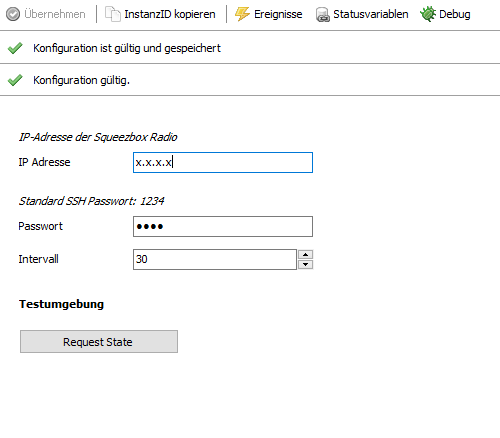 Übernehmen InstanzID kopieren Ereignisse Statusvariablen Debug
Konfiguration ist gültig und gespeichert
Konfiguration gültig.
IP-Adresse der Squeezbox Radio
IP Adresse x.x.x.x
Standard SSH Passwort: 1234
Passwort ●●●●
Intervall 30
Testumgebung
Request State